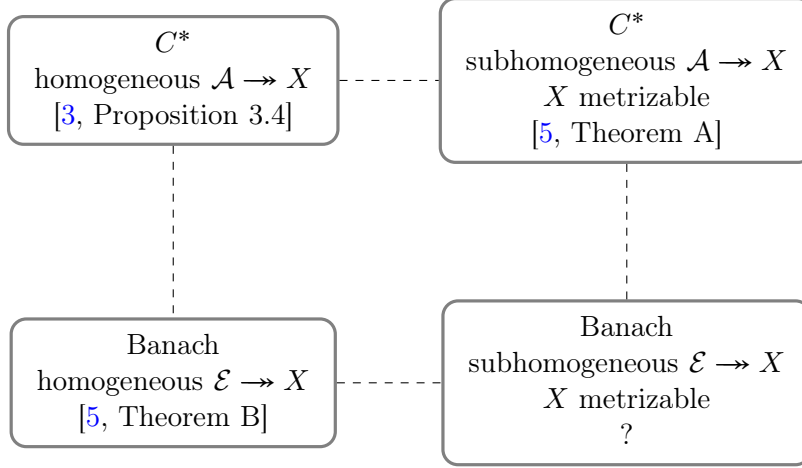 C*
homogeneous 𝒜 ↠ X
[3, Proposition 3.4]
C*
subhomogeneous 𝒜 ↠ X
X metrizable
[5, Theorem A]
Banach
homogeneous ℰ ↠ X
[5, Theorem B]
Banach
subhomogeneous ℰ ↠ X
X metrizable
?